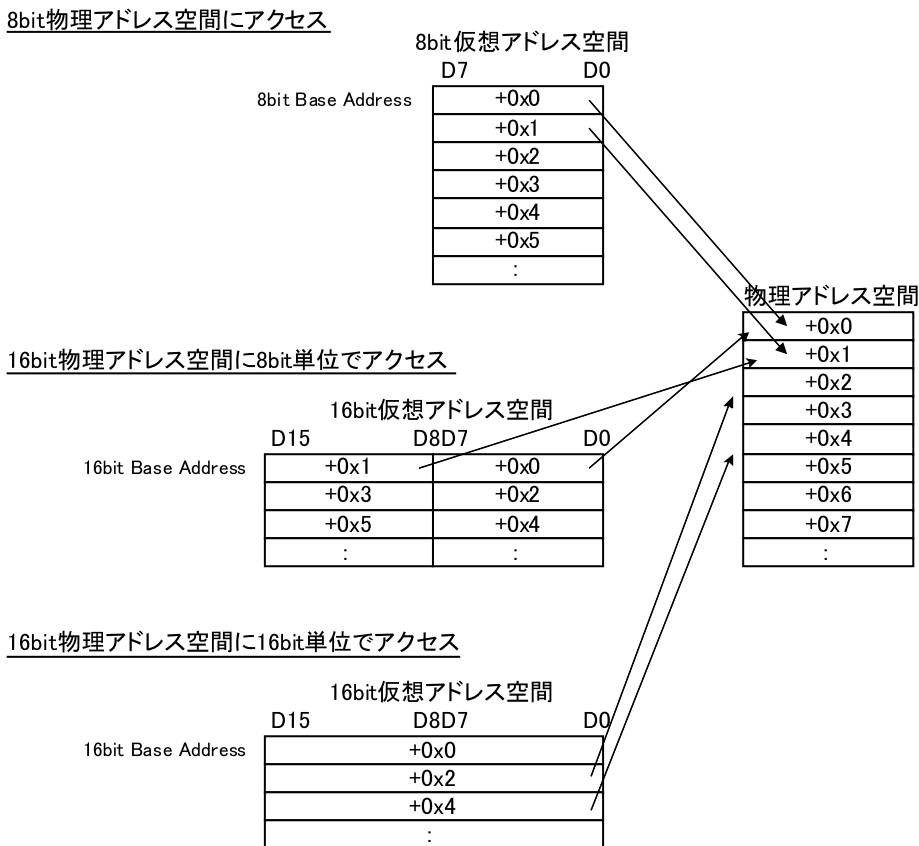 8bit物理アドレス空間にアクセス
8bit仮想アドレス空間
D7 D0
8bit Base Address
+0x0
+0x1
+0x2
+0x3
+0x4
+0x5
:
物理アドレス空間
+0x0
+0x1
+0x2
+0x3
+0x4
+0x5
+0x6
+0x7
:
16bit物理アドレス空間に8bit単位でアクセス
16bit仮想アドレス空間
D15 D8D7 D0
16bit Base Address
+0x1 +0x0
+0x3 +0x2
+0x5 +0x4
: :
16bit物理アドレス空間に16bit単位でアクセス
16bit仮想アドレス空間
D15 D8D7 D0
16bit Base Address
+0x0
+0x2
+0x4
: